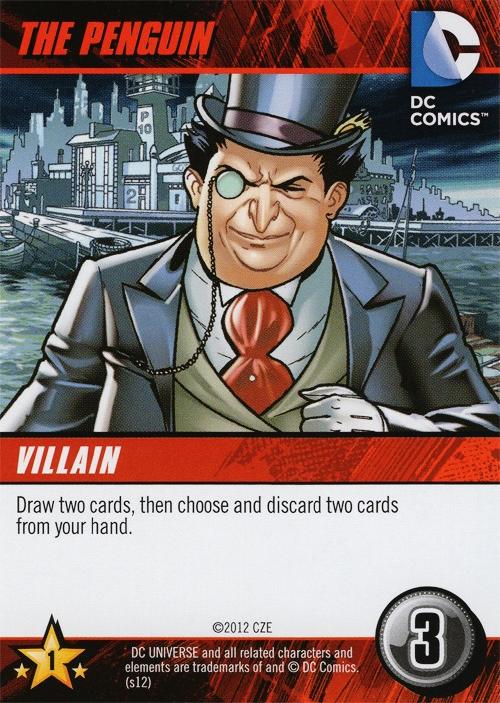 THE PENGUIN
DC
DC
COMICS™
P
10
2
VILLAIN
Draw two cards, then choose and discard two cards
from your hand.
©2012 CZE
1
3
DC UNIVERSE and all related characters and
elements are trademarks of and © DC Comics.
(s12)